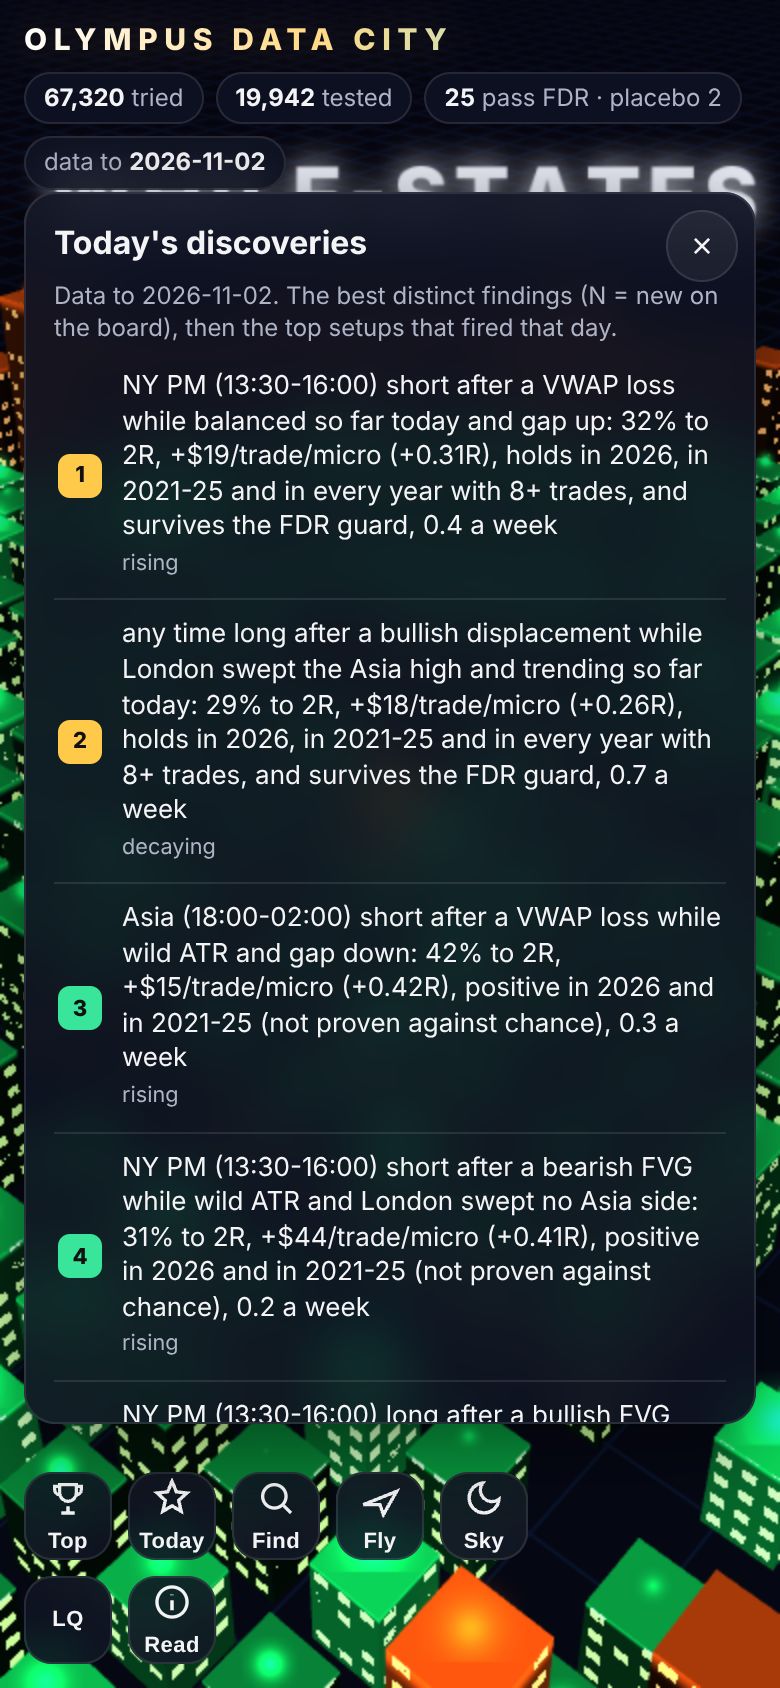 OLYMPUS DATA CITY
67,320 tried
19,942 tested
25 pass FDR · placebo 2
data to 2026-11-02
E-STATES
Today's discoveries
×
Data to 2026-11-02. The best distinct findings (N = new on
the board), then the top setups that fired that day.
1
NY PM (13:30-16:00) short after a VWAP loss
while balanced so far today and gap up: 32% to
2R, +$19/trade/micro (+0.31R), holds in 2026, in
2021-25 and in every year with 8+ trades, and
survives the FDR guard, 0.4 a week
rising
2
any time long after a bullish displacement while
London swept the Asia high and trending so far
today: 29% to 2R, +$18/trade/micro (+0.26R),
holds in 2026, in 2021-25 and in every year with
8+ trades, and survives the FDR guard, 0.7 a
week
decaying
3
Asia (18:00-02:00) short after a VWAP loss while
wild ATR and gap down: 42% to 2R,
+$15/trade/micro (+0.42R), positive in 2026 and
in 2021-25 (not proven against chance), 0.3 a
week
rising
4
NY PM (13:30-16:00) short after a bearish FVG
while wild ATR and London swept no Asia side:
31% to 2R, +$44/trade/micro (+0.41R), positive
in 2026 and in 2021-25 (not proven against
chance), 0.2 a week
rising
NY PM (13:30-16:00) long after a bullish FVG
Top
Today
Find
Fly
Sky
LQ
Read